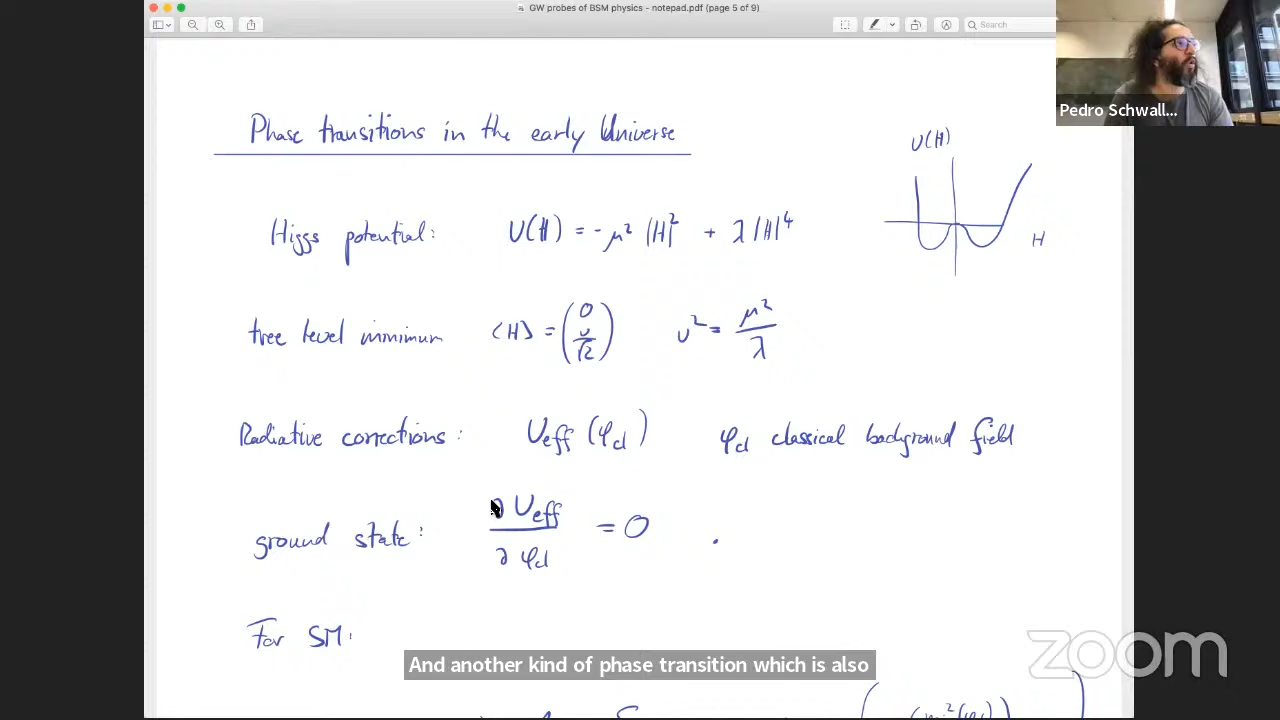 GW probes of BSM physics - notepad.pdf (page 5 of 9)
Search
Pedro Schwall...
Phase transitions in the early Universe
U(H)
H
Higgs potential: U(H) = -μ² |H|² + λ|H|⁴
tree level minimum ⟨H⟩ = (0 v/√2) v² = μ²/λ
Radiative corrections: Ueff (φcl) φcl classical background field
ground state: ∂Ueff/∂φcl = 0 .
For SM:
And another kind of phase transition which is also
zoom